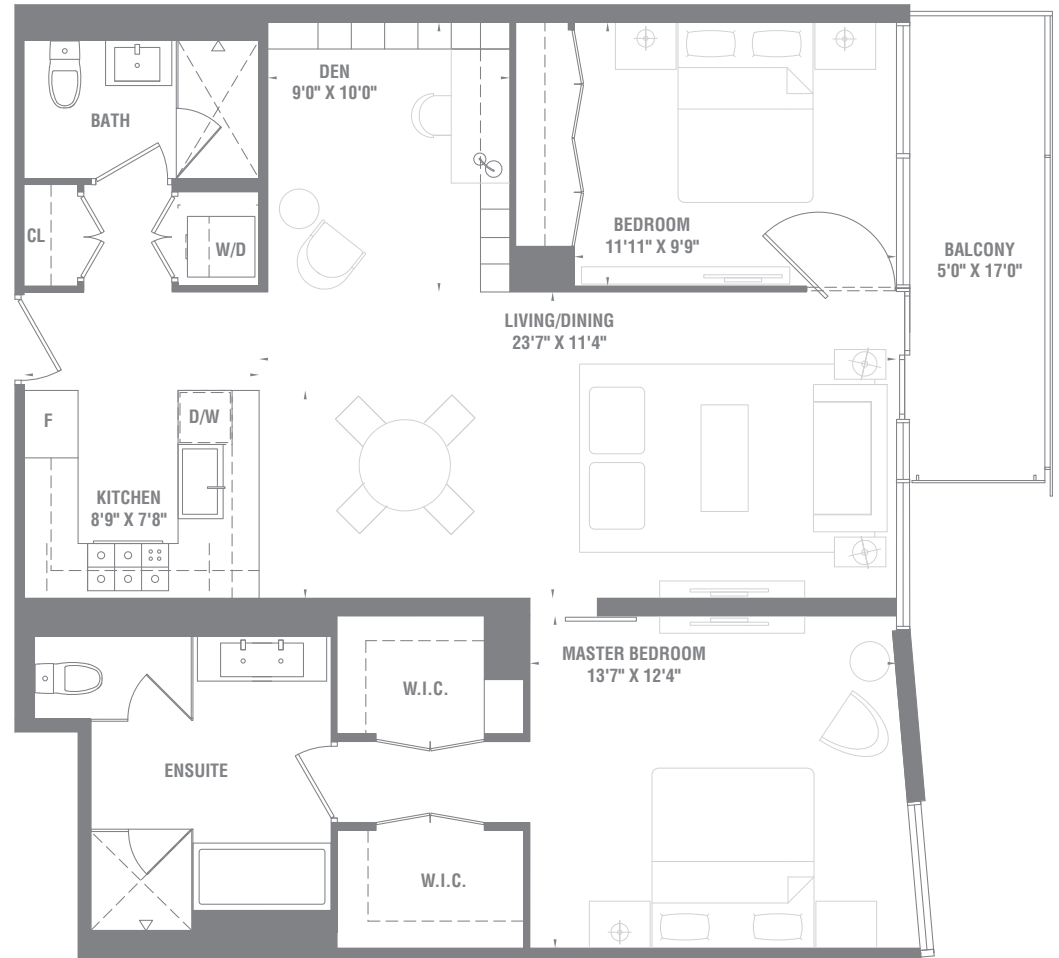 DEN
9'0" X 10'0"
BATH
CL
W/D
BEDROOM
11'11" X 9'9"
BALCONY
5'0" X 17'0"
LIVING/DINING
23'7" X 11'4"
F
D/W
KITCHEN
8'9" X 7'8"
MASTER BEDROOM
13'7" X 12'4"
W.I.C.
ENSUITE
W.I.C.